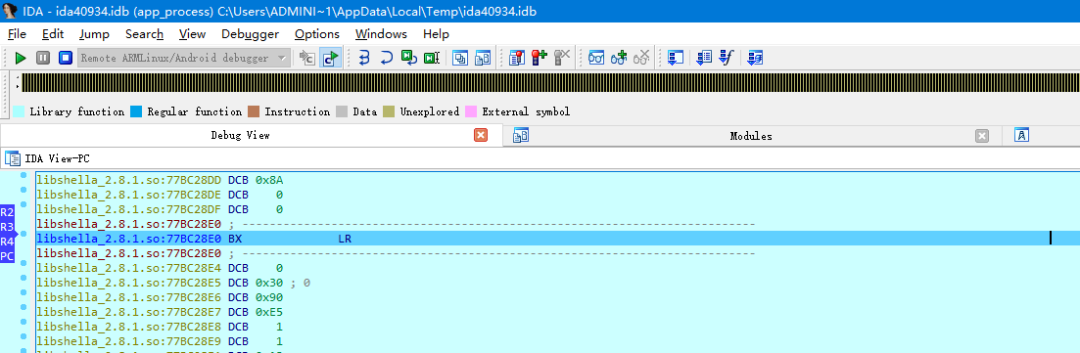 IDA - ida40934.idb (app_process) C:\Users\ADMINI~1\AppData\Local\Temp\ida40934.idb
File Edit Jump Search View Debugger Options Windows Help
Remote ARMLinux/Android debugger
Library function Regular function Instruction Data Unexplored External symbol
Debug View Modules
IDA View-PC
libshella_2.8.1.so:77BC28DD DCB 0x8A
libshella_2.8.1.so:77BC28DE DCB 0
libshella_2.8.1.so:77BC28DF DCB 0
R2 libshella_2.8.1.so:77BC28E0 ; ---------------------------------------------------------------------------
R3
R4 libshella_2.8.1.so:77BC28E0 BX LR
PC libshella_2.8.1.so:77BC28E0 ; ---------------------------------------------------------------------------
libshella_2.8.1.so:77BC28E4 DCB 0
libshella_2.8.1.so:77BC28E5 DCB 0x30 ; 0
libshella_2.8.1.so:77BC28E6 DCB 0x90
libshella_2.8.1.so:77BC28E7 DCB 0xE5
libshella_2.8.1.so:77BC28E8 DCB 1
libshella_2.8.1.so:77BC28E9 DCB 1